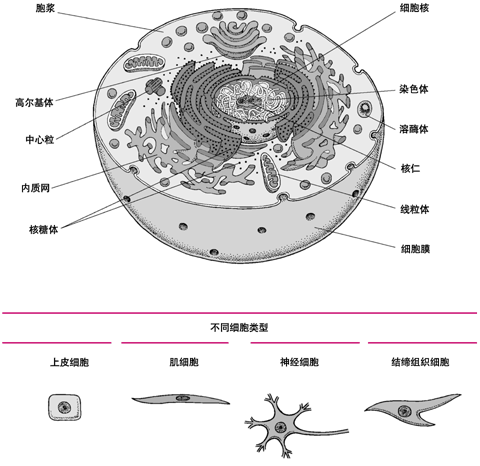 胞浆
细胞核
高尔基体
染色体
中心粒
溶酶体
内质网
核仁
核糖体
线粒体
细胞膜
不同细胞类型
上皮细胞
肌细胞
神经细胞
结缔组织细胞